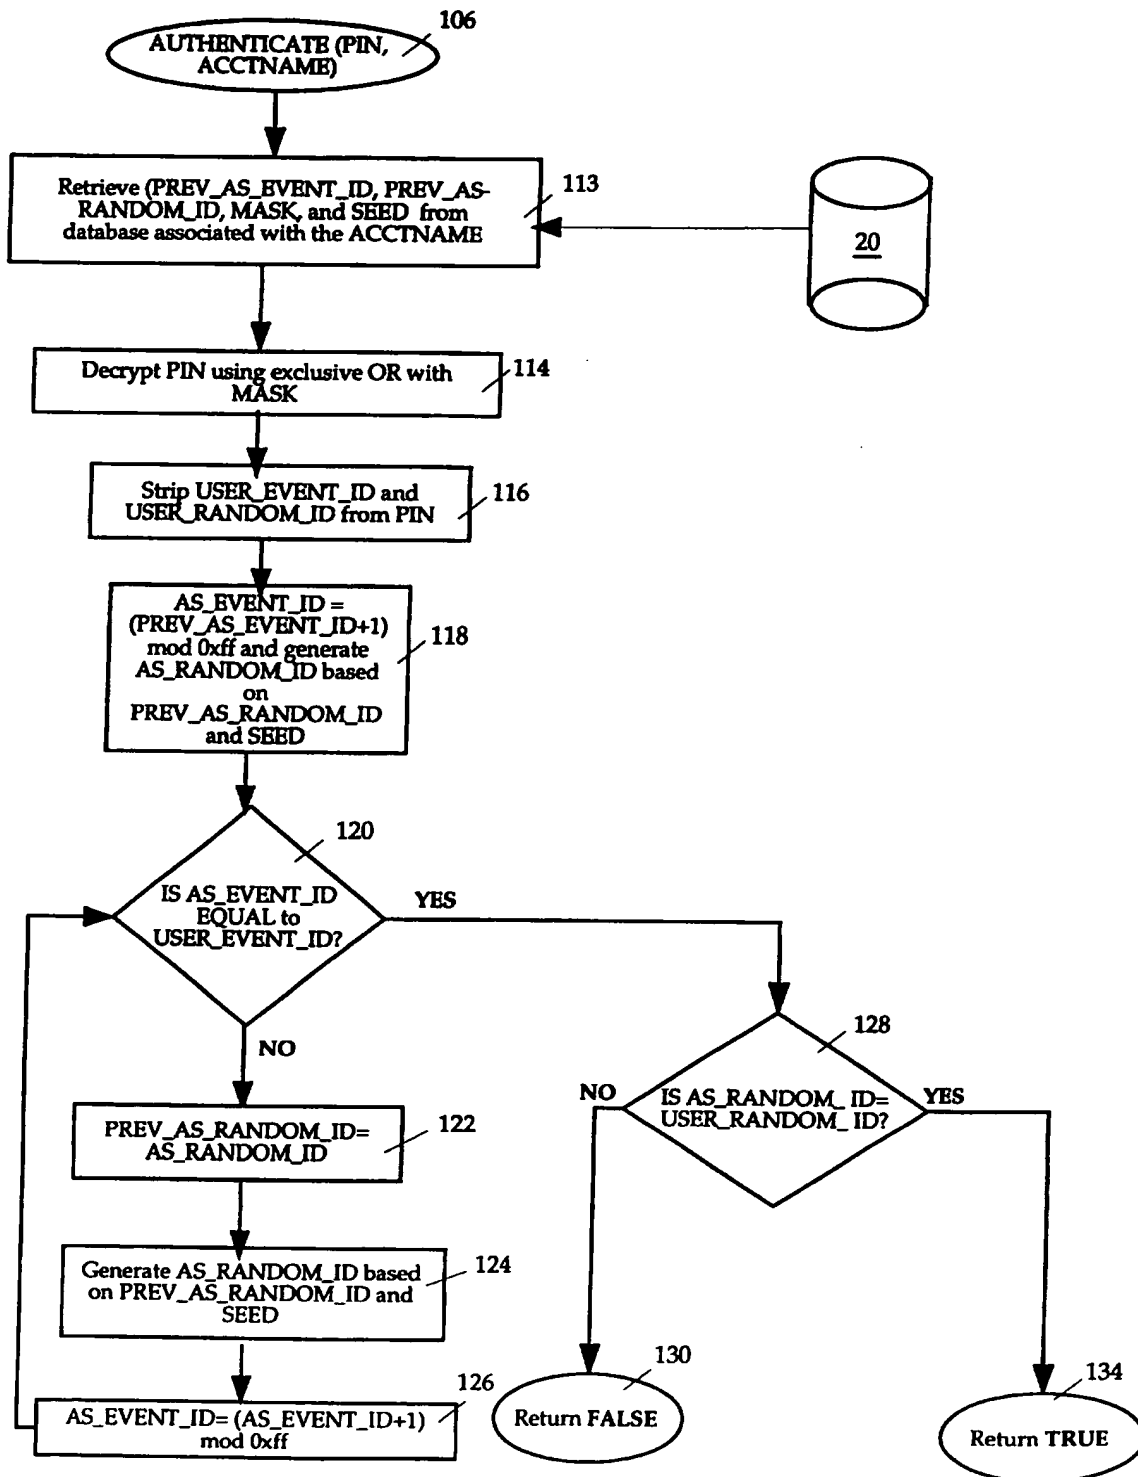 106
AUTHENTICATE (PIN,
ACCTNAME)
113
Retrieve (PREV_AS_EVENT_ID, PREV_AS-
RANDOM_ID, MASK, and SEED from
database associated with the ACCTNAME
20
Decrypt PIN using exclusive OR with
MASK
114
Strip USER_EVENT_ID and
USER_RANDOM_ID from PIN
116
AS_EVENT_ID =
(PREV_AS_EVENT_ID+1)
mod 0xff and generate
AS_RANDOM_ID based
on
PREV_AS_RANDOM_ID
and SEED
118
120
IS AS_EVENT_ID
EQUAL to
USER_EVENT_ID?
YES
NO
128
IS AS_RANDOM_ ID=
USER_RANDOM_ ID?
NO
YES
PREV_AS_RANDOM_ID=
AS_RANDOM_ID
122
Generate AS_RANDOM_ID based
on PREV_AS_RANDOM_ID and
SEED
124
AS_EVENT_ID= (AS_EVENT_ID+1)
mod 0xff
126
130
Return FALSE
134
Return TRUE